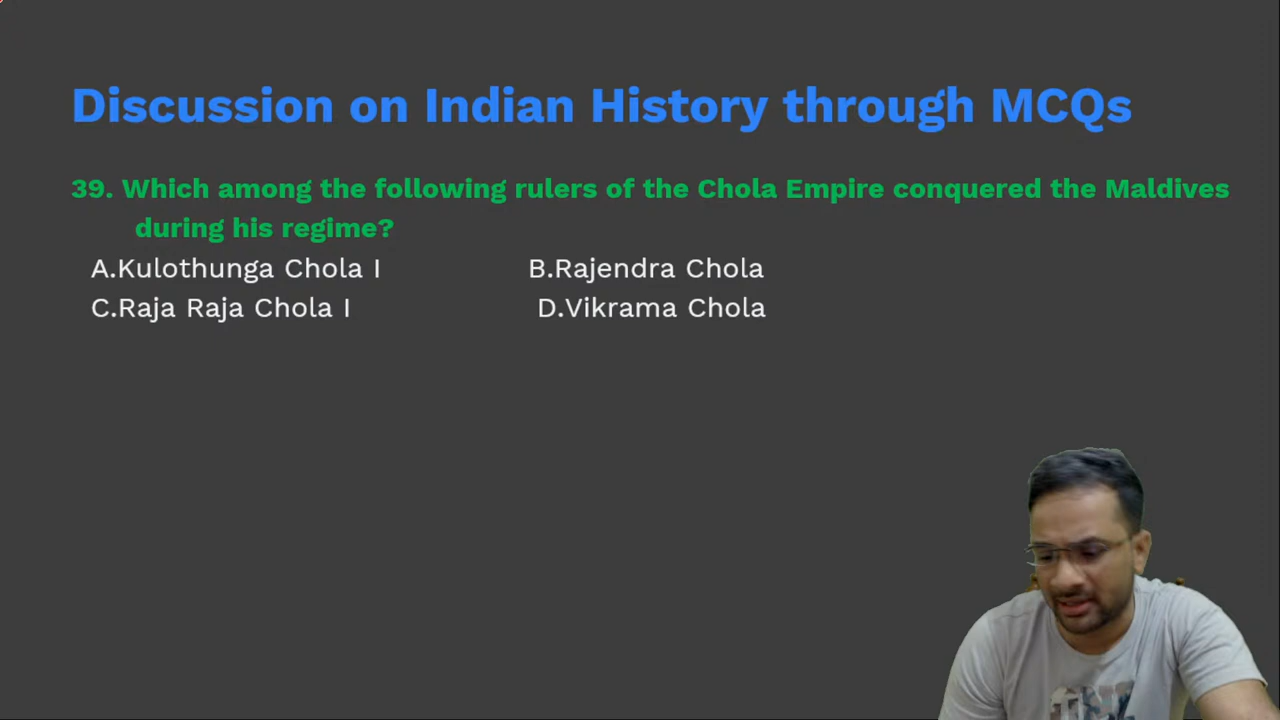 Discussion on Indian History through MCQs
39. Which among the following rulers of the Chola Empire conquered the Maldives
during his regime?
A.Kulothunga Chola I B.Rajendra Chola
C.Raja Raja Chola I D.Vikrama Chola